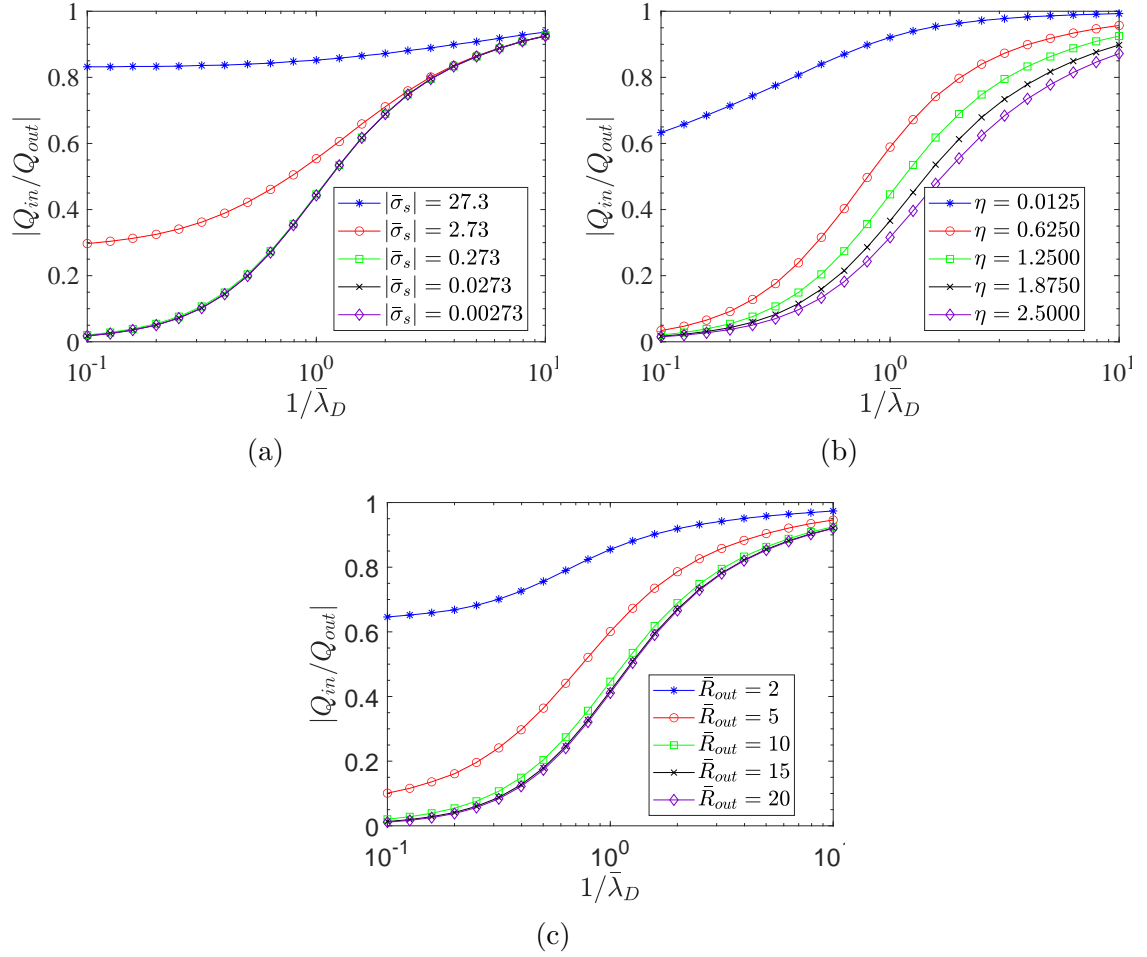 |Q_in/Q_out|
1
0.8
0.6
0.4
0.2
0
10^-1
10^0
10^1
1/λ̄_D
|σ̄_s| = 27.3
|σ̄_s| = 2.73
|σ̄_s| = 0.273
|σ̄_s| = 0.0273
|σ̄_s| = 0.00273
(a)
|Q_in/Q_out|
1
0.8
0.6
0.4
0.2
0
10^-1
10^0
10^1
1/λ̄_D
η = 0.0125
η = 0.6250
η = 1.2500
η = 1.8750
η = 2.5000
(b)
|Q_in/Q_out|
1
0.8
0.6
0.4
0.2
0
10^-1
10^0
1/λ̄_D
R̄_out = 2
R̄_out = 5
R̄_out = 10
R̄_out = 15
R̄_out = 20
(c)